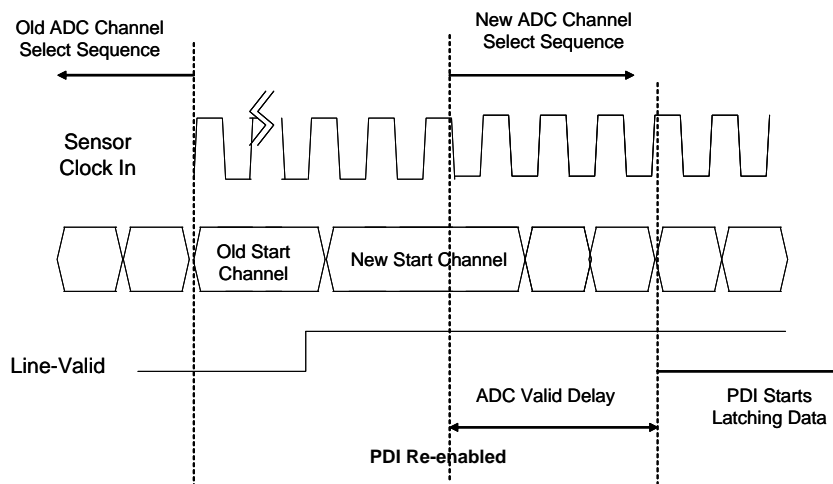 Old ADC Channel
Select Sequence
New ADC Channel
Select Sequence
Sensor
Clock In
Old Start
Channel
New Start Channel
Line-Valid
ADC Valid Delay
PDI Starts
Latching Data
PDI Re-enabled